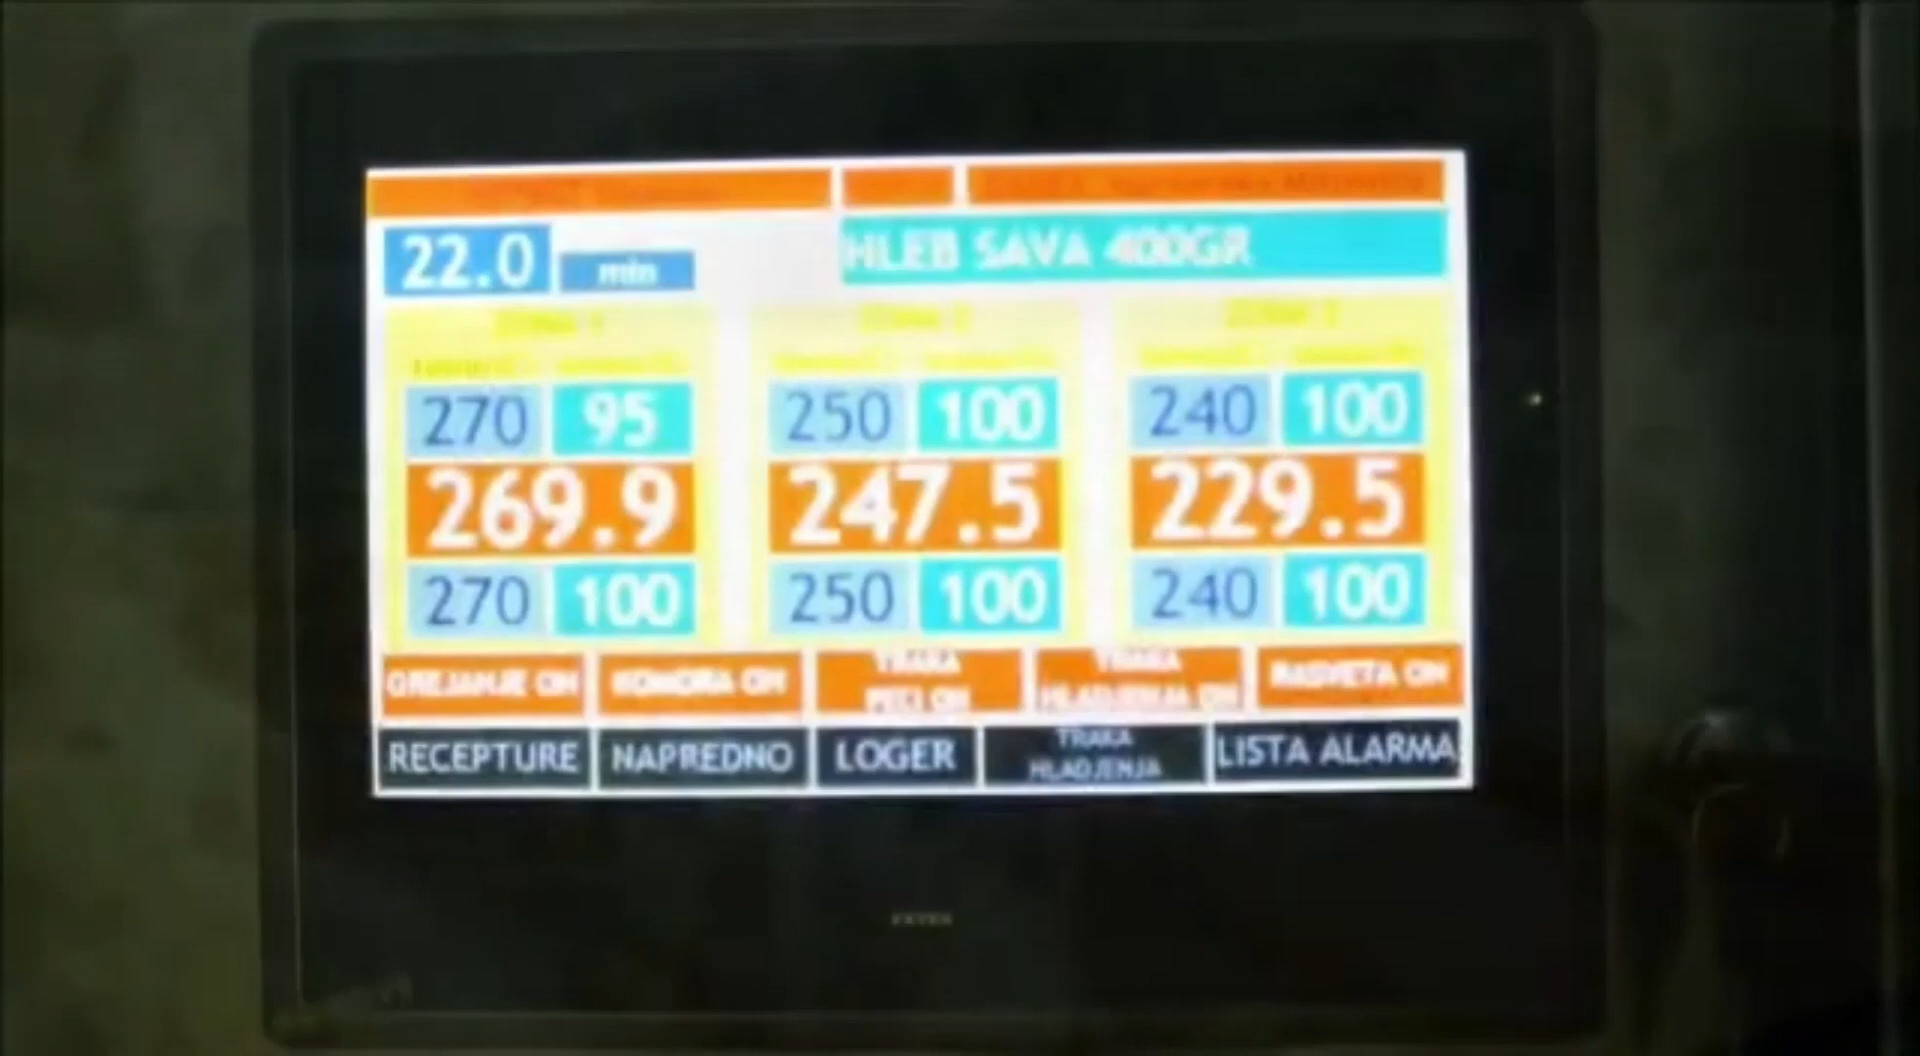 22.0 min HLEB SAVA 400GR
270 95 250 100 240 100
269.9 247.5 229.5
270 100 250 100 240 100
GREJANJE ON KOMORA ON TRAKA PECI ON TRAKA HLADJENJA ON RASVETA ON
RECEPTURE NAPREDNO LOGER TRAKA HLADJENJA LISTA ALARMA